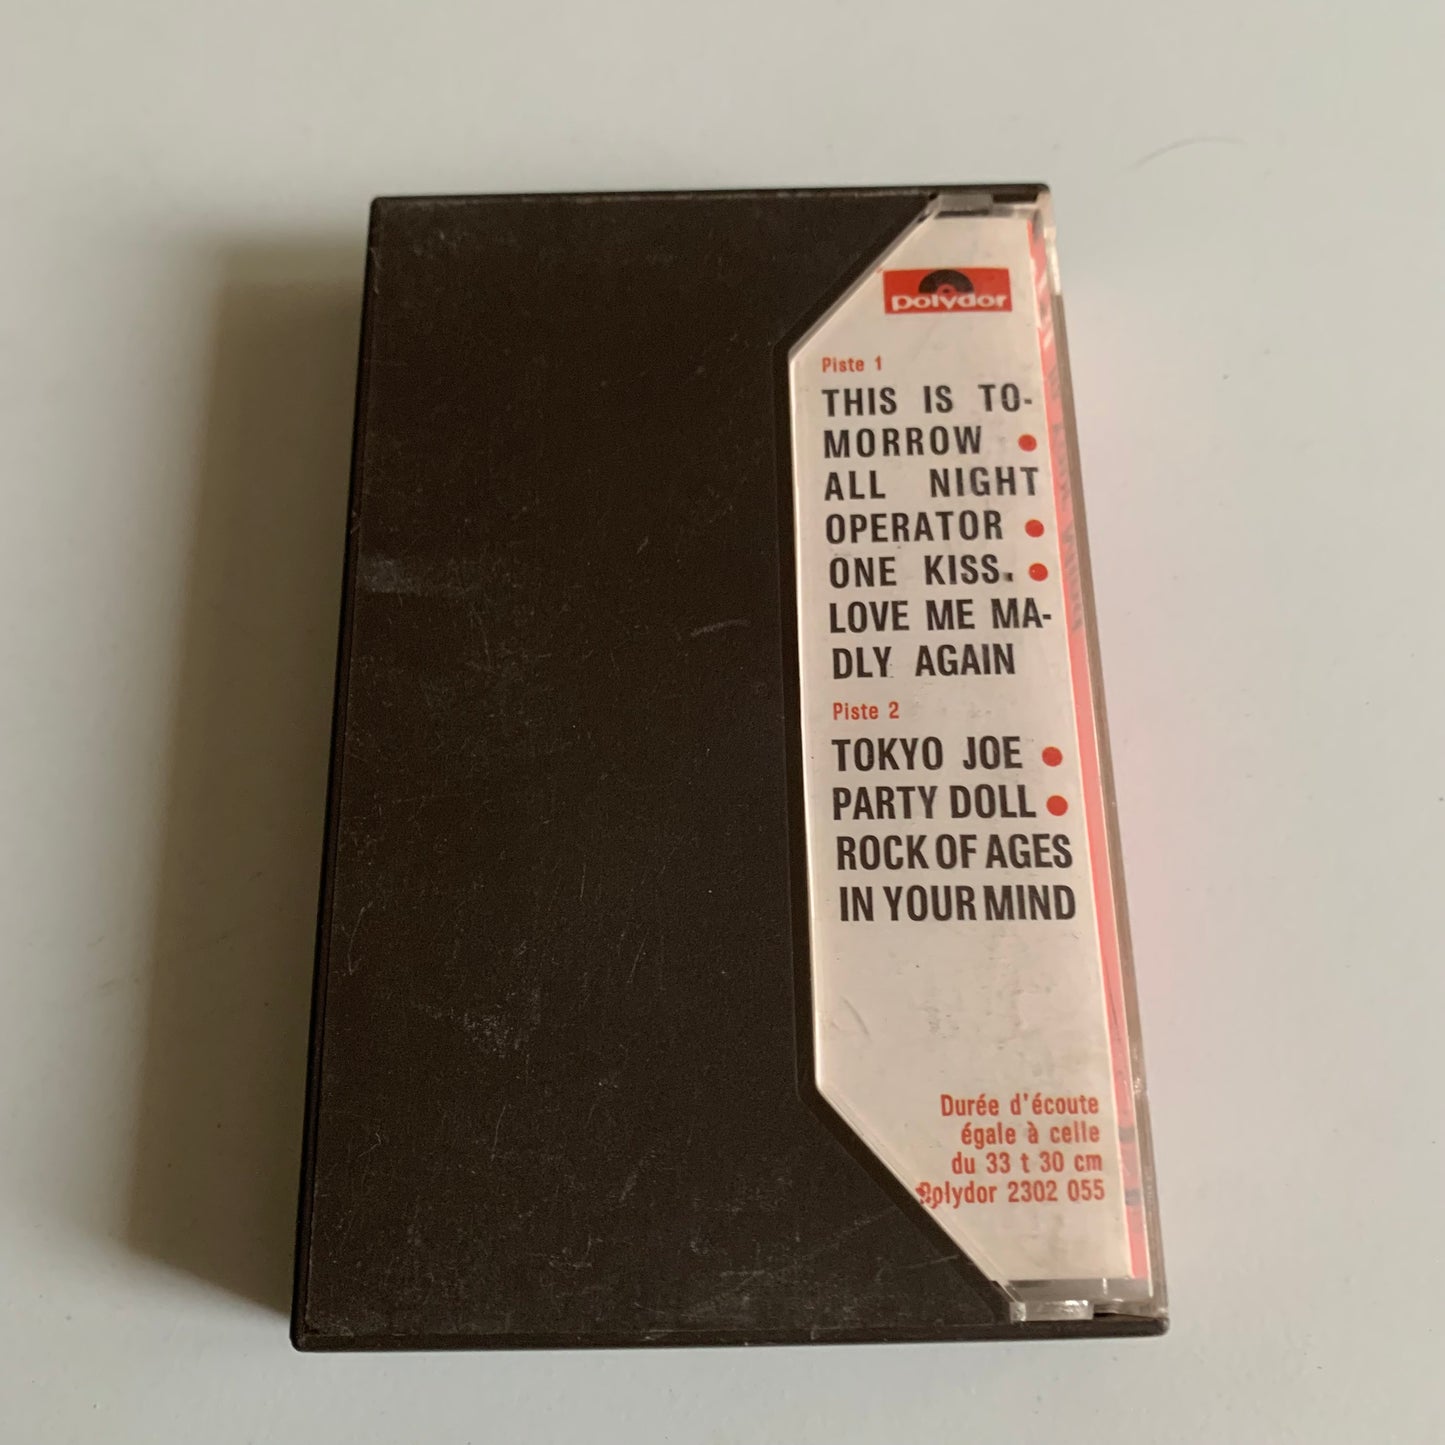 polydor
Piste 1
THIS IS TO-
MORROW ●
ALL NIGHT
OPERATOR ●
ONE KISS. ●
LOVE ME MA-
DLY AGAIN
Piste 2
TOKYO JOE ●
PARTY DOLL ●
ROCK OF AGES
IN YOUR MIND
Durée d'écoute
égale à celle
du 33 t 30 cm
Polydor 2302 055